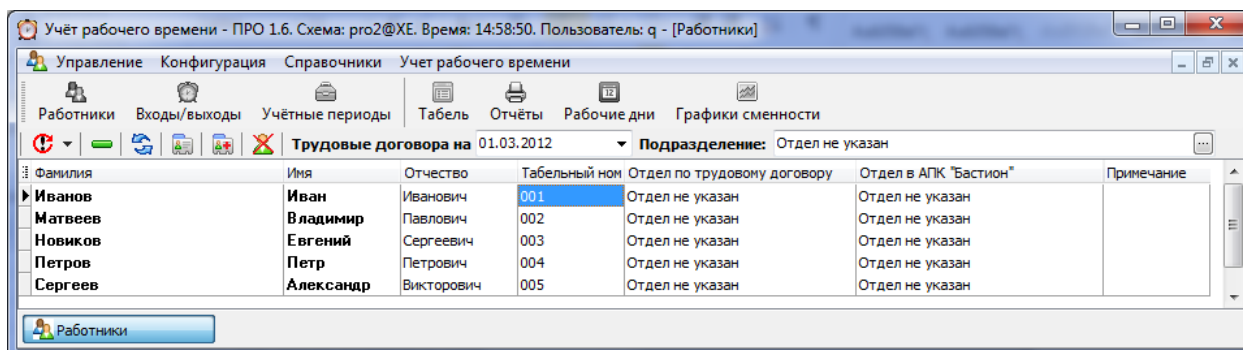 Учёт рабочего времени - ПРО 1.6. Схема: pro2@XE. Время: 14:58:50. Пользователь: q - [Работники]
Управление Конфигурация Справочники Учет рабочего времени
Работники Входы/выходы Учётные периоды Табель Отчёты Рабочие дни Графики сменности
Трудовые договора на 01.03.2012 Подразделение: Отдел не указан
Фамилия Имя Отчество Табельный ном Отдел по трудовому договору Отдел в АПК "Бастион" Примечание
Иванов Иван Иванович 001 Отдел не указан Отдел не указан
Матвеев Владимир Павлович 002 Отдел не указан Отдел не указан
Новиков Евгений Сергеевич 003 Отдел не указан Отдел не указан
Петров Петр Петрович 004 Отдел не указан Отдел не указан
Сергеев Александр Викторович 005 Отдел не указан Отдел не указан
Работники